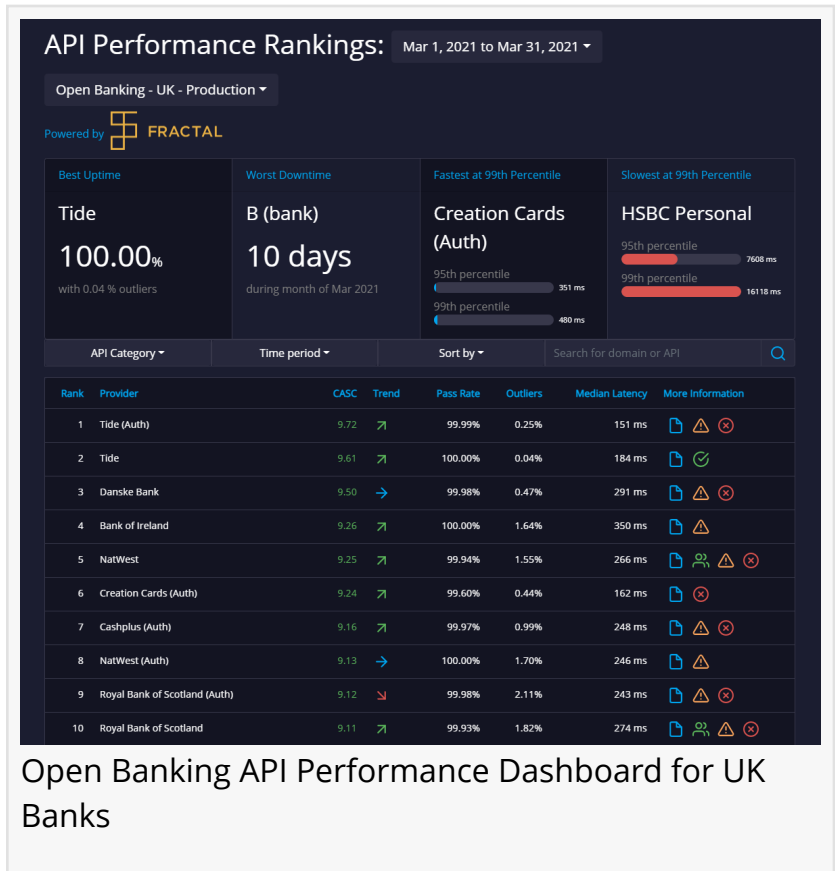 API Performance Rankings: Mar 1, 2021 to Mar 31, 2021
Open Banking - UK - Production
Powered by FRACTAL
Best Uptime
Tide
100.00%
with 0.04 % outliers
Worst Downtime
B (bank)
10 days
during month of Mar 2021
Fastest at 99th Percentile
Creation Cards
(Auth)
95th percentile
351 ms
99th percentile
480 ms
Slowest at 99th Percentile
HSBC Personal
95th percentile
7608 ms
99th percentile
16118 ms
API Category Time period Sort by Search for domain or API
Rank Provider CASC Trend Pass Rate Outliers Median Latency More Information
1 Tide (Auth) 9.72 99.99% 0.25% 151 ms
2 Tide 9.61 100.00% 0.04% 184 ms
3 Danske Bank 9.50 99.98% 0.47% 291 ms
4 Bank of Ireland 9.26 100.00% 1.64% 350 ms
5 NatWest 9.25 99.94% 1.55% 266 ms
6 Creation Cards (Auth) 9.24 99.60% 0.44% 162 ms
7 Cashplus (Auth) 9.16 99.97% 0.99% 248 ms
8 NatWest (Auth) 9.13 100.00% 1.70% 246 ms
9 Royal Bank of Scotland (Auth) 9.12 99.98% 2.11% 243 ms
10 Royal Bank of Scotland 9.11 99.93% 1.82% 274 ms
Open Banking API Performance Dashboard for UK
Banks